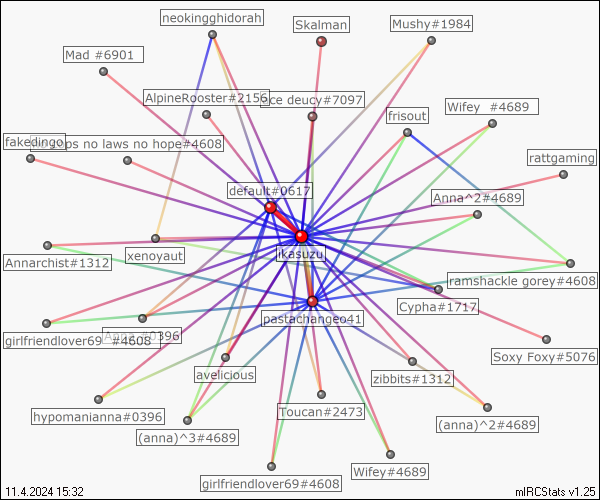 neokingghidorah
Skalman
Mushy#1984
Mad #6901
AlpineRooster#2156
ce deucy#7097
Wifey #4689
frisout
fakedingo
ps no laws no hope#4608
rattgaming
default#0617
Anna^2#4689
xenoyaut
ikasuzu
Annarchist#1312
ramshackle gorey#4608
Cypha#1717
pastachangeo41
girlfriendlover69 #4608
Anna #0396
Soxy Foxy#5076
avelicious
zibbits#1312
hypomanianna#0396
Toucan#2473
(anna)^2#4689
(anna)^3#4689
Wifey#4689
girlfriendlover69#4608
11.4.2024 15:32
mIRCStats v1.25